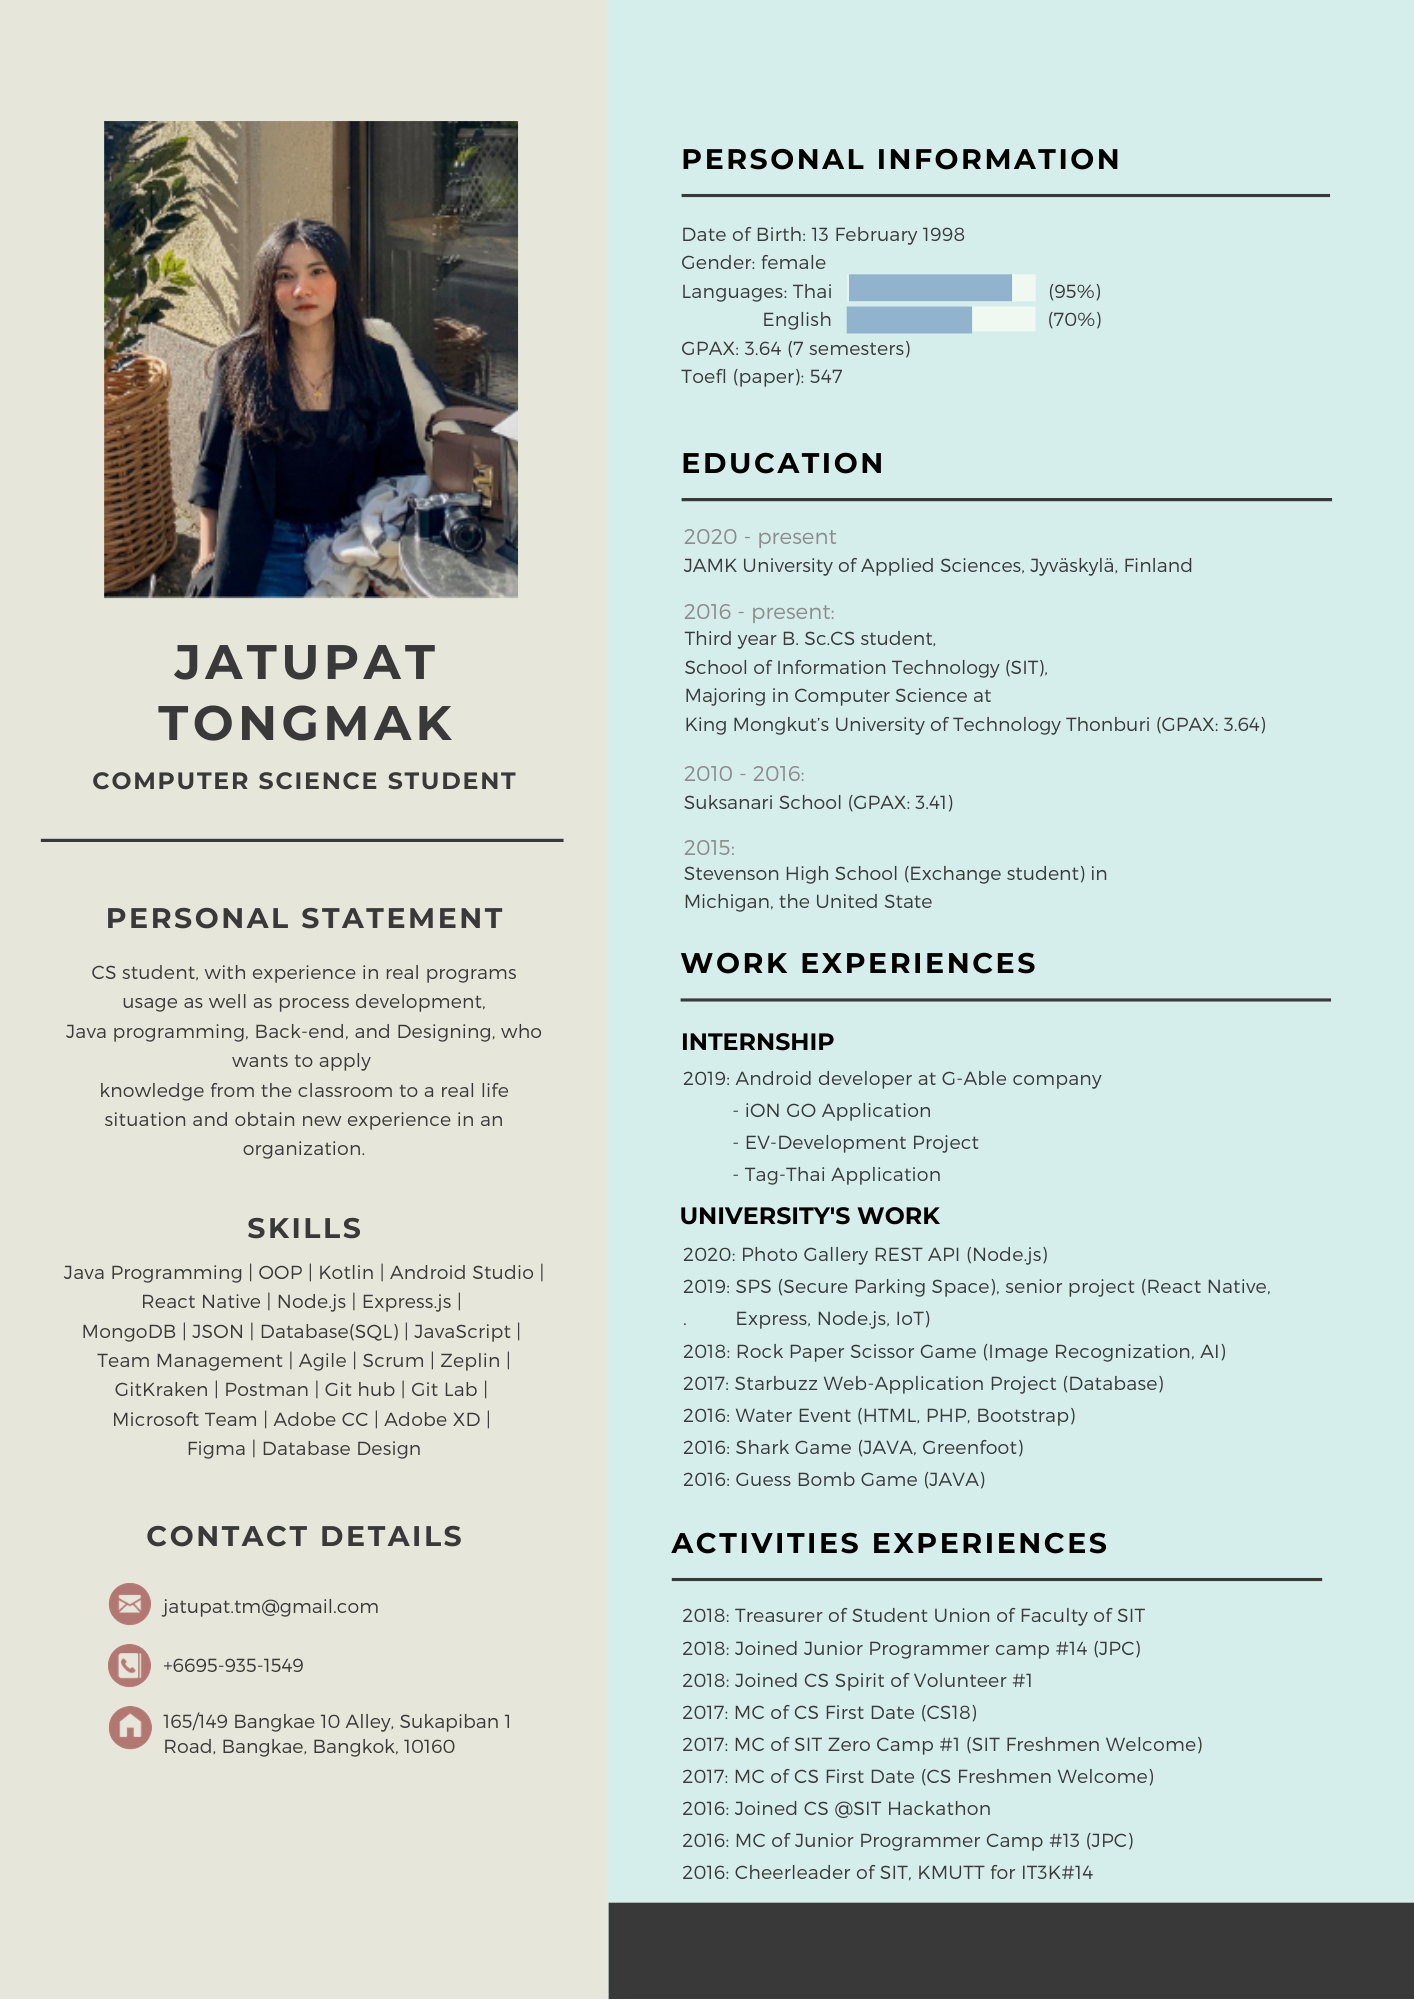 JATUPAT
TONGMAK
COMPUTER SCIENCE STUDENT
PERSONAL STATEMENT
CS student, with experience in real programs
usage as well as process development,
Java programming, Back-end, and Designing, who
wants to apply
knowledge from the classroom to a real life
situation and obtain new experience in an
organization.
SKILLS
Java Programming | OOP | Kotlin | Android Studio |
React Native | Node.js | Express.js |
MongoDB | JSON | Database(SQL) | JavaScript |
Team Management | Agile | Scrum | Zeplin |
GitKraken | Postman | Git hub | Git Lab |
Microsoft Team | Adobe CC | Adobe XD |
Figma | Database Design
CONTACT DETAILS
jatupat.tm@gmail.com
+6695-935-1549
165/149 Bangkae 10 Alley, Sukapiban 1
Road, Bangkae, Bangkok, 10160
PERSONAL INFORMATION
Date of Birth: 13 February 1998
Gender: female
Languages: Thai (95%)
English (70%)
GPAX: 3.64 (7 semesters)
Toefl (paper): 547
EDUCATION
2020 - present
JAMK University of Applied Sciences, Jyväskylä, Finland
2016 - present:
Third year B. Sc.CS student,
School of Information Technology (SIT),
Majoring in Computer Science at
King Mongkut's University of Technology Thonburi (GPAX: 3.64)
2010 - 2016:
Suksanari School (GPAX: 3.41)
2015:
Stevenson High School (Exchange student) in
Michigan, the United State
WORK EXPERIENCES
INTERNSHIP
2019: Android developer at G-Able company
- iON GO Application
- EV-Development Project
- Tag-Thai Application
UNIVERSITY'S WORK
2020: Photo Gallery REST API (Node.js)
2019: SPS (Secure Parking Space), senior project (React Native,
. Express, Node.js, IoT)
2018: Rock Paper Scissor Game (Image Recognization, AI)
2017: Starbuzz Web-Application Project (Database)
2016: Water Event (HTML, PHP, Bootstrap)
2016: Shark Game (JAVA, Greenfoot)
2016: Guess Bomb Game (JAVA)
ACTIVITIES EXPERIENCES
2018: Treasurer of Student Union of Faculty of SIT
2018: Joined Junior Programmer camp #14 (JPC)
2018: Joined CS Spirit of Volunteer #1
2017: MC of CS First Date (CS18)
2017: MC of SIT Zero Camp #1 (SIT Freshmen Welcome)
2017: MC of CS First Date (CS Freshmen Welcome)
2016: Joined CS @SIT Hackathon
2016: MC of Junior Programmer Camp #13 (JPC)
2016: Cheerleader of SIT, KMUTT for IT3K#14